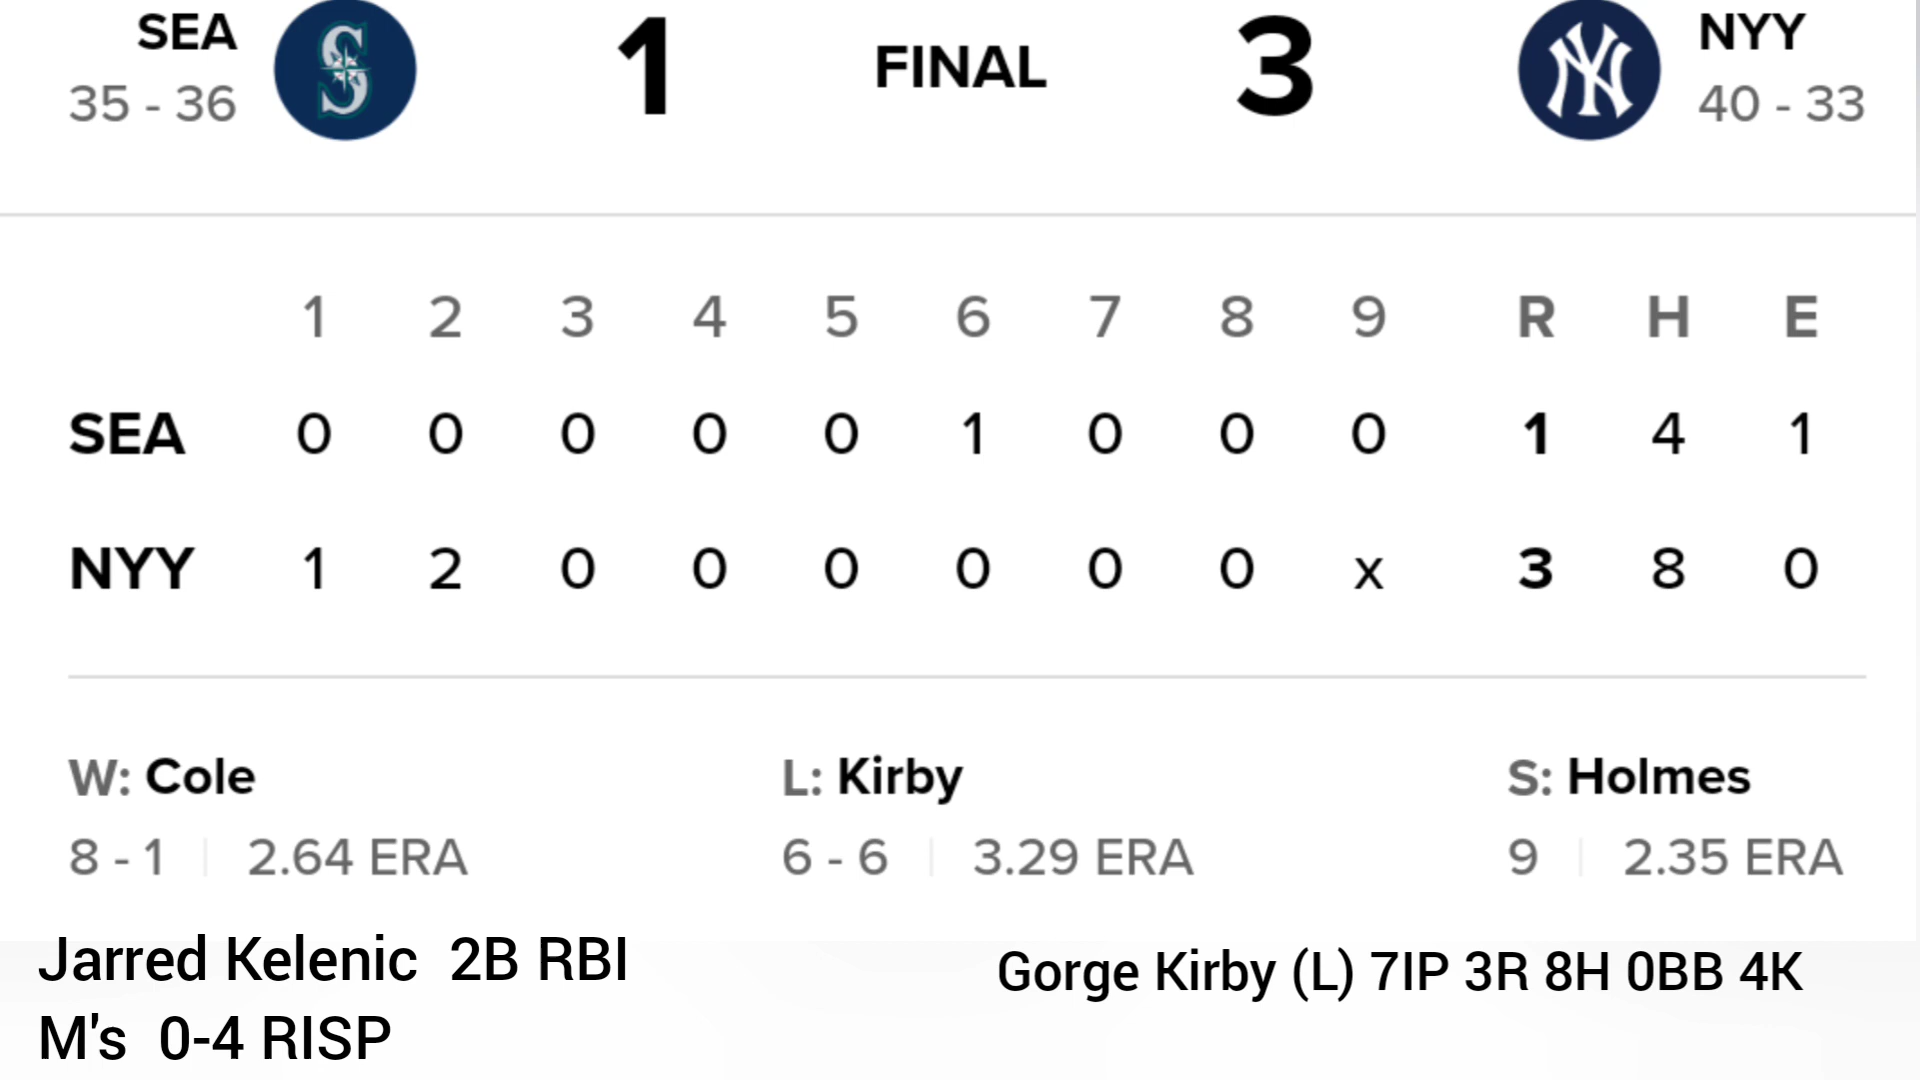 SEA S 1 FINAL 3 NY NYY
35 - 36 40 - 33
1 2 3 4 5 6 7 8 9 R H E
SEA 0 0 0 0 0 1 0 0 0 1 4 1
NYY 1 2 0 0 0 0 0 0 x 3 8 0
W: Cole L: Kirby S: Holmes
8 - 1 2.64 ERA 6 - 6 3.29 ERA 9 2.35 ERA
Jarred Kelenic 2B RBI Gorge Kirby (L) 7IP 3R 8H 0BB 4K
M's 0-4 RISP